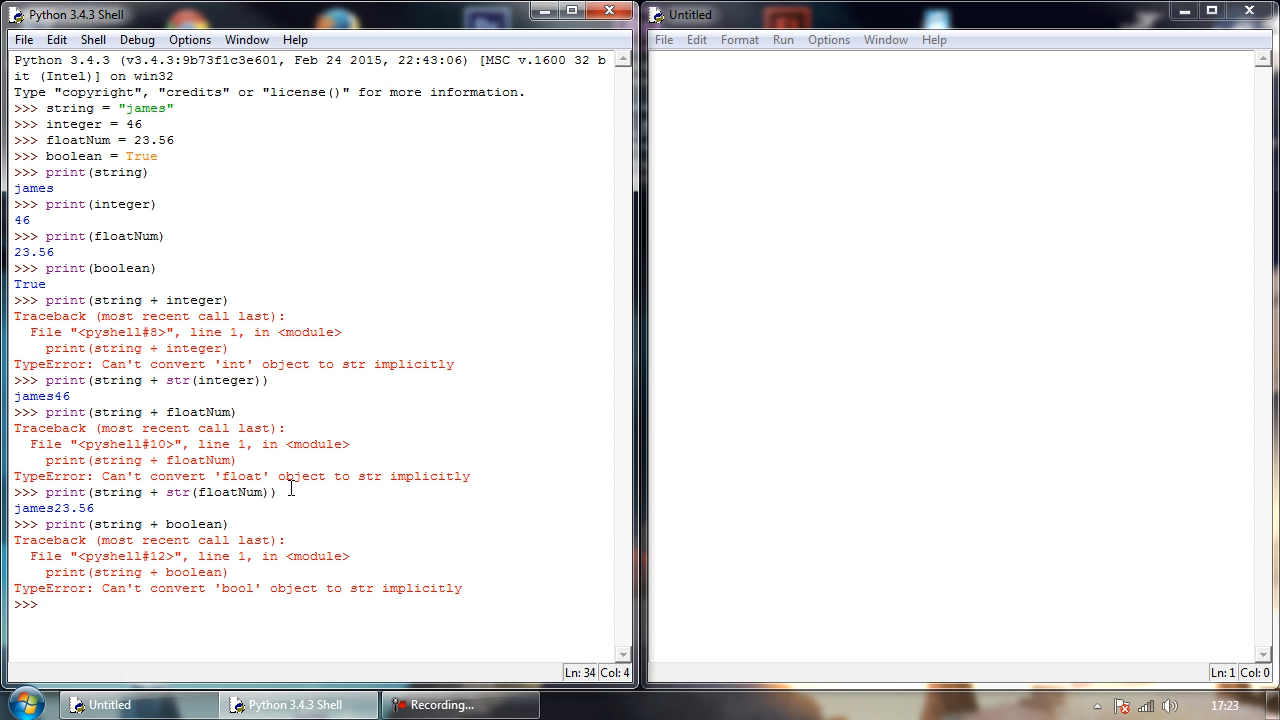 Python 3.4.3 Shell
File Edit Shell Debug Options Window Help
Python 3.4.3 (v3.4.3:9b73f1c3e601, Feb 24 2015, 22:43:06) [MSC v.1600 32 b
it (Intel)] on win32
Type "copyright", "credits" or "license()" for more information.
>>> string = "james"
>>> integer = 46
>>> floatNum = 23.56
>>> boolean = True
>>> print(string)
james
>>> print(integer)
46
>>> print(floatNum)
23.56
>>> print(boolean)
True
>>> print(string + integer)
Traceback (most recent call last):
  File "<pyshell#8>", line 1, in <module>
    print(string + integer)
TypeError: Can't convert 'int' object to str implicitly
>>> print(string + str(integer))
james46
>>> print(string + floatNum)
Traceback (most recent call last):
  File "<pyshell#10>", line 1, in <module>
    print(string + floatNum)
TypeError: Can't convert 'float' object to str implicitly
>>> print(string + str(floatNum))
james23.56
>>> print(string + boolean)
Traceback (most recent call last):
  File "<pyshell#12>", line 1, in <module>
    print(string + boolean)
TypeError: Can't convert 'bool' object to str implicitly
>>>
Ln: 34 Col: 4
Untitled
File Edit Format Run Options Window Help
Ln: 1 Col: 0
Untitled
Python 3.4.3 Shell
Recording...
17:23